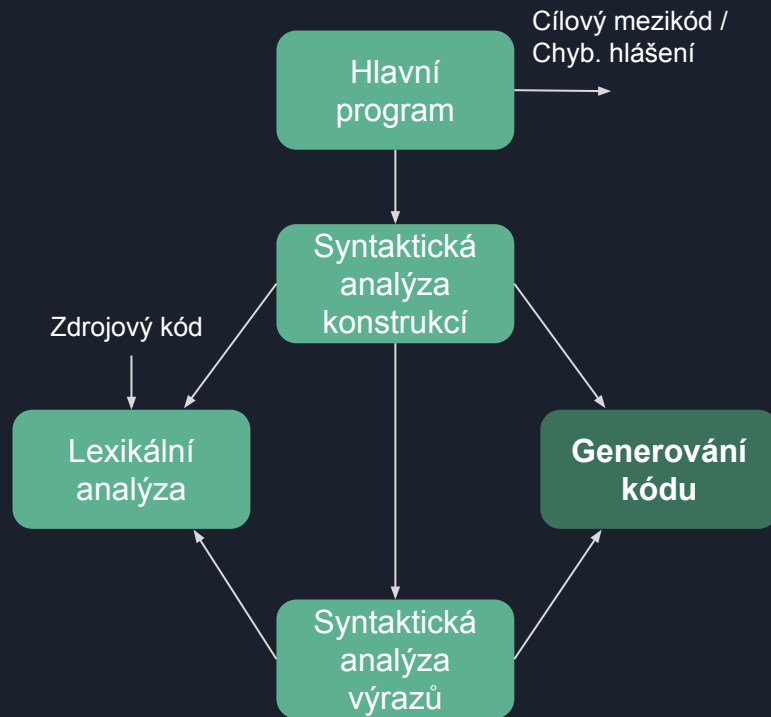 Cílový mezikód /
Chyb. hlášení
Hlavní
program
Syntaktická
analýza
konstrukcí
Zdrojový kód
Lexikální
analýza
Generování
kódu
Syntaktická
analýza
výrazů